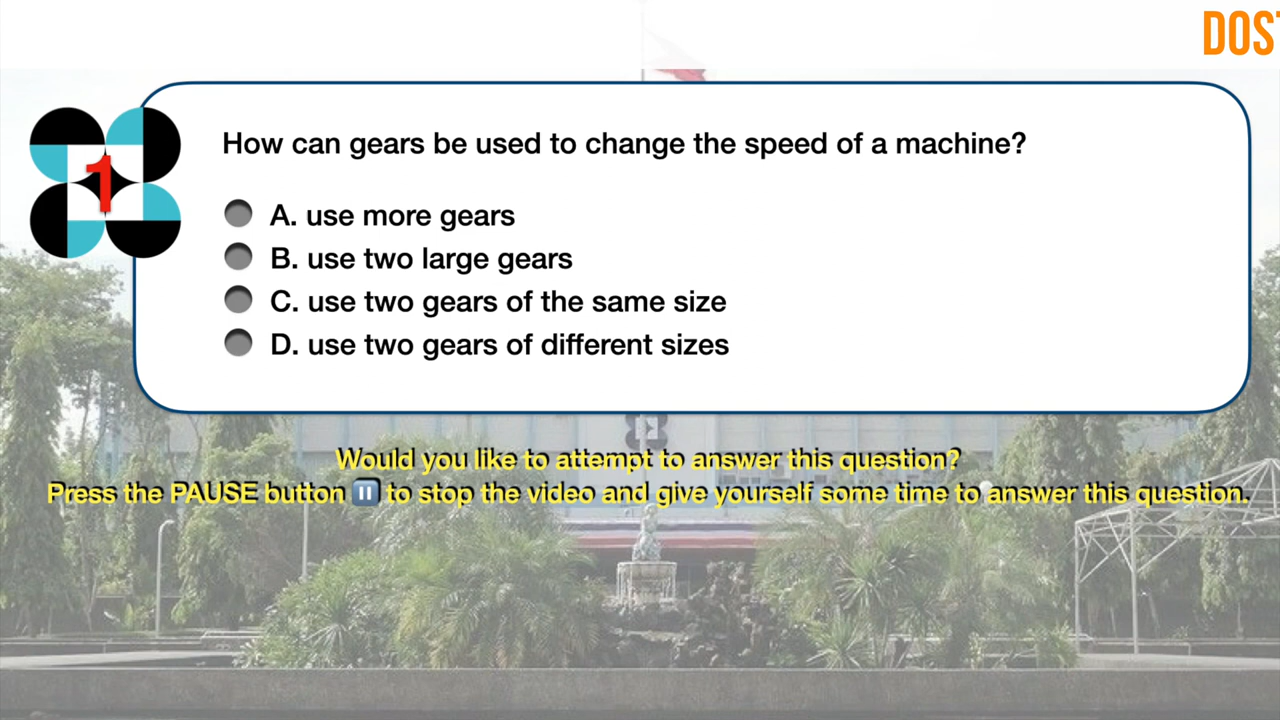 DOST
1
How can gears be used to change the speed of a machine?
A. use more gears
B. use two large gears
C. use two gears of the same size
D. use two gears of different sizes
Would you like to attempt to answer this question?
Press the PAUSE button ⏸ to stop the video and give yourself some time to answer this question.